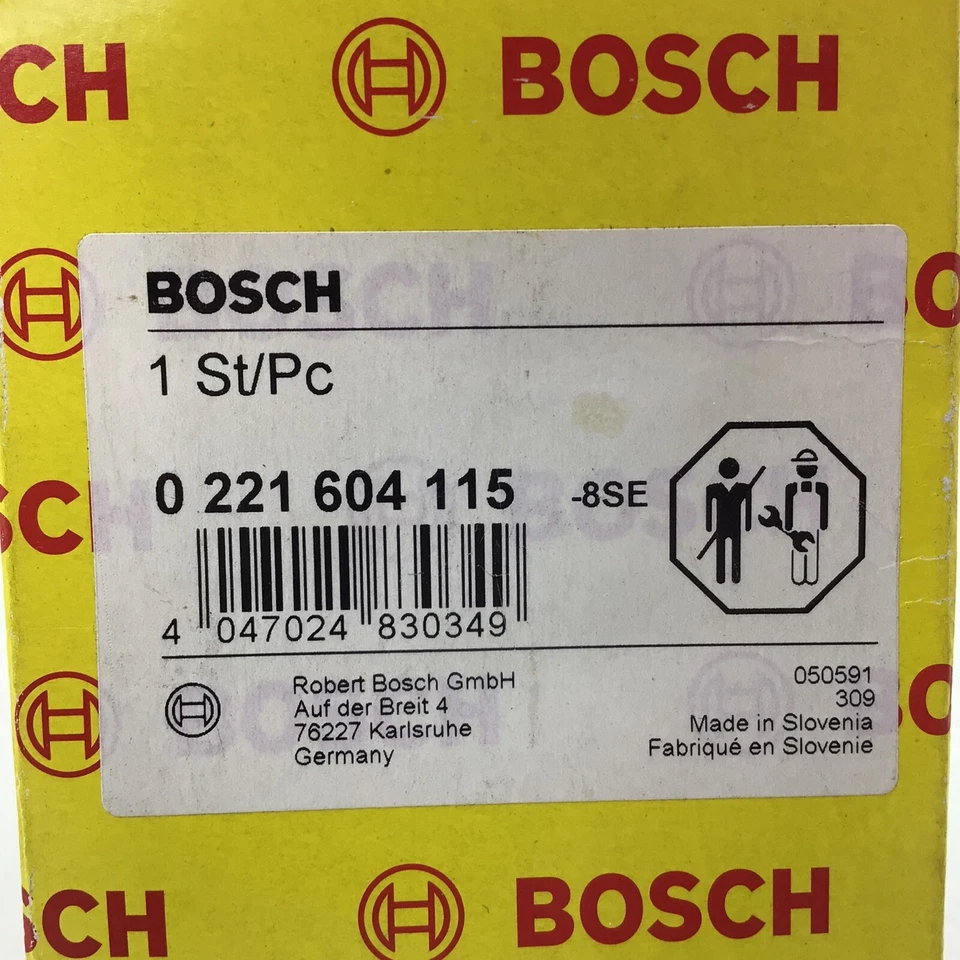 CH BOSCH
BOSCH
1 St/Pc
0 221 604 115 -8SE
4 047024 830349
Robert Bosch GmbH
Auf der Breit 4
76227 Karlsruhe
Germany
050591
309
Made in Slovenia
Fabriqué en Slovenie
SCH BOSCH